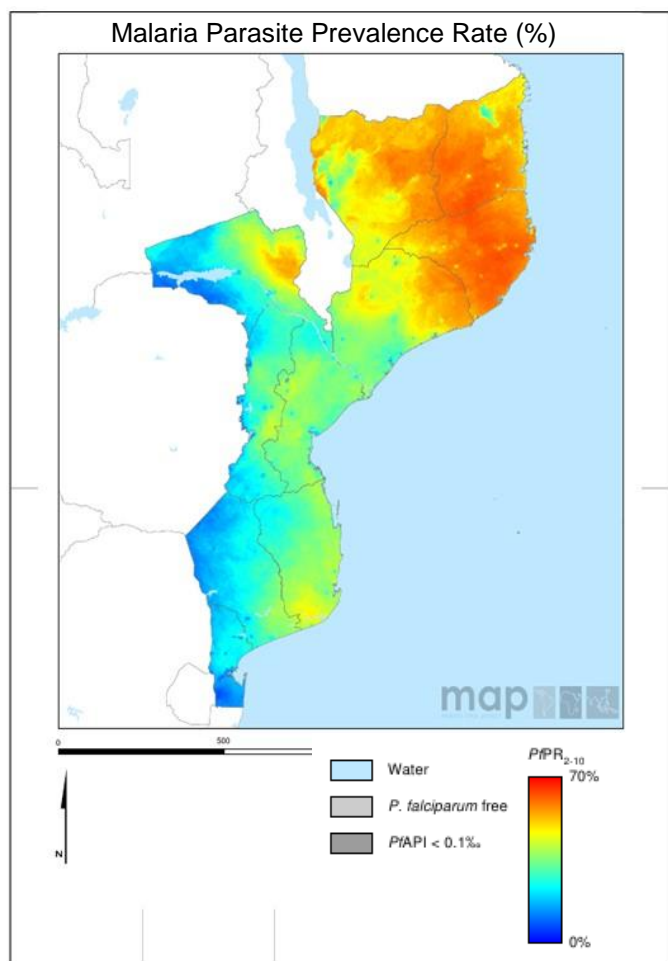 Malaria Parasite Prevalence Rate (%)
map
0
500
N
Water
P. falciparum free
PfAPI < 0.1‰
PfPR2-10
70%
0%